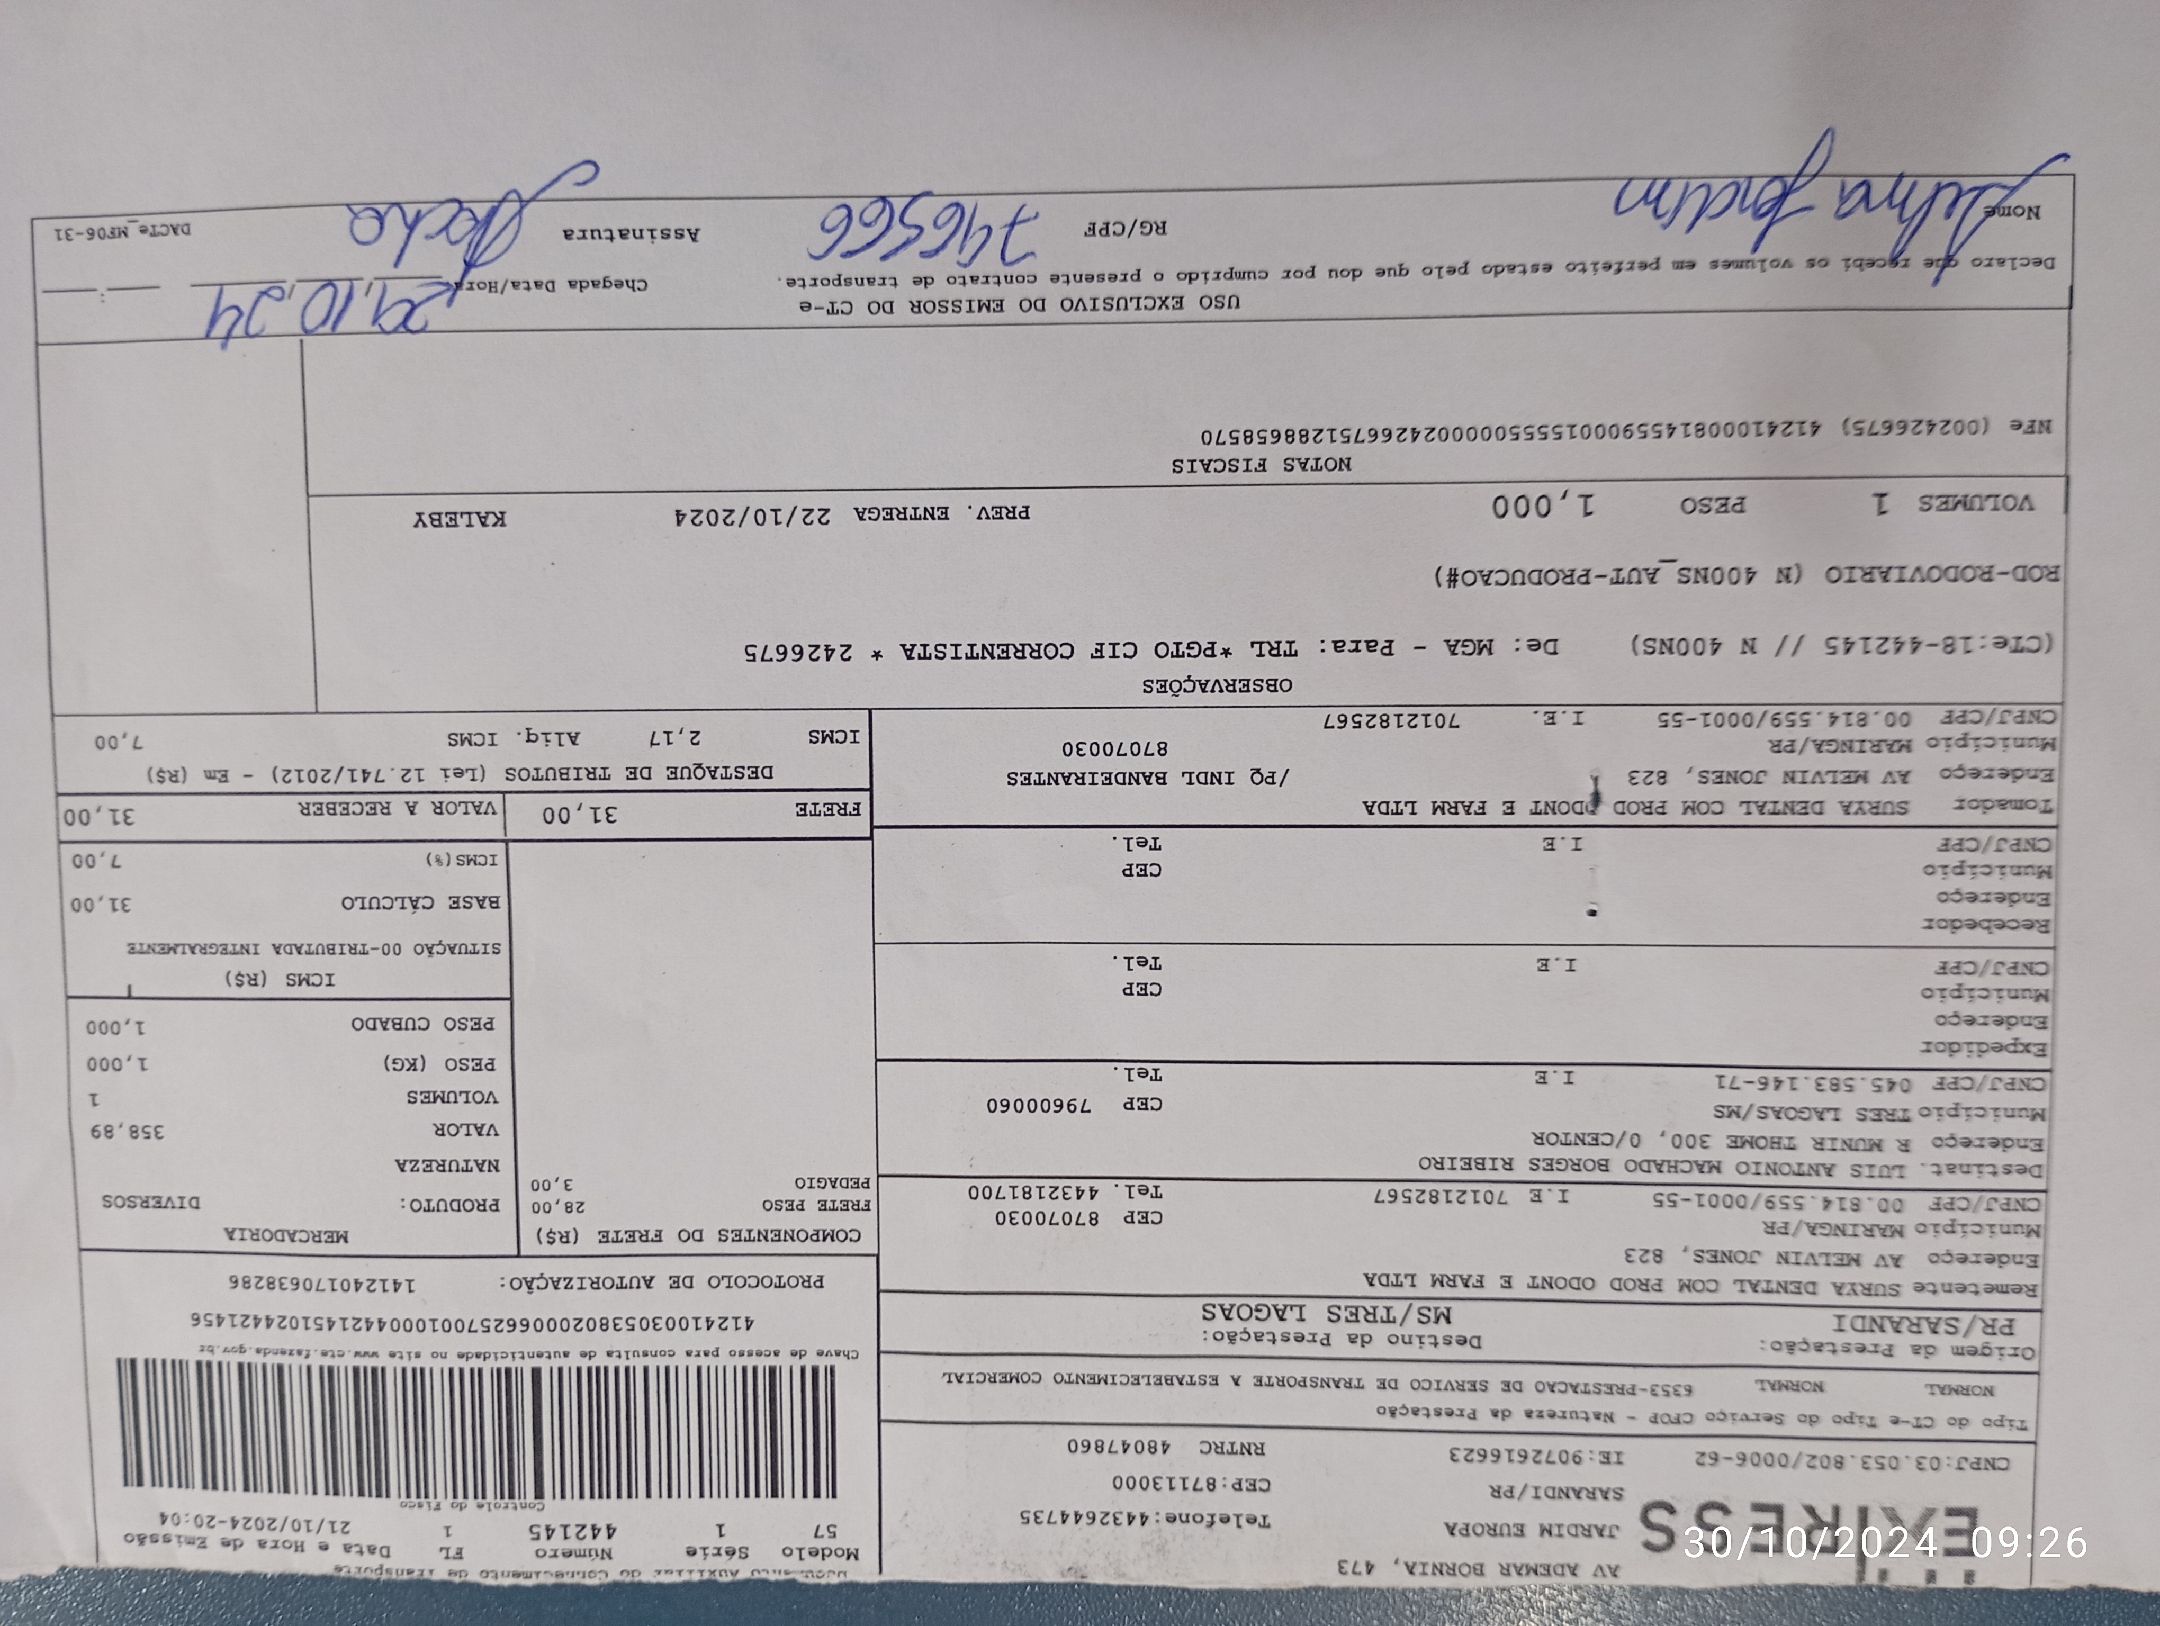 Documento Auxiliar do Conhecimento de Transporte
AV ADEMAR BORNIA, 473
JARDIM EUROPA Telefone:4432644735
SARANDI/PR CEP:87113000
CNPJ:03.053.802/0006-62 IE:9072616623 RNTRC 48047860
Modelo Série Número FL Data e Hora de Emissão
57 1 442145 1 21/10/2024-20:04
Controle do Fisco
Tipo do CT-e Tipo do Serviço CFOP - Natureza da Prestação
NORMAL NORMAL 6353-PRESTACAO DE SERVICO DE TRANSPORTE A ESTABELECIMENTO COMERCIAL
Chave de acesso para consulta de autenticidade no site www.cte.fazenda.gov.br
41241003053802000662570010004421451024421456
PROTOCOLO DE AUTORIZAÇÃO: 141240170638286
Origem da Prestação: Destino da Prestação:
PR/SARANDI MS/TRES LAGOAS
Remetente SURYA DENTAL COM PROD ODONT E FARM LTDA
Endereço AV MELVIN JONES, 823
Município MARINGA/PR CEP 87070030
CNPJ/CPF 00.814.559/0001-55 I.E 7012182567 Tel. 4432181700
Destinat. LUIS ANTONIO MACHADO BORGES RIBEIRO
Endereço R MUNIR THOME 300, 0/CENTOR
Município TRES LAGOAS/MS CEP 79600060
CNPJ/CPF 045.583.146-71 I.E Tel.
Expedidor
Endereço
Município CEP
CNPJ/CPF I.E Tel.
Recebedor
Endereço
Município CEP
CNPJ/CPF I.E Tel.
Tomador SURYA DENTAL COM PROD ODONT E FARM LTDA
Endereço AV MELVIN JONES, 823 /PQ INDL BANDEIRANTES
Município MARINGA/PR 87070030
CNPJ/CPF 00.814.559/0001-55 I.E. 7012182567
COMPONENTES DO FRETE (R$)
FRETE PESO 28,00
PEDAGIO 3,00
MERCADORIA
PRODUTO: DIVERSOS
NATUREZA
VALOR 358,89
VOLUMES 1
PESO (KG) 1,000
PESO CUBADO 1,000
ICMS (R$)
SITUAÇÃO 00-TRIBUTADA INTEGRALMENTE
BASE CÁLCULO 31,00
ICMS(%) 7,00
FRETE 31,00 VALOR A RECEBER 31,00
DESTAQUE DE TRIBUTOS (Lei 12.741/2012) - Em (R$)
ICMS 2,17 Aliq. ICMS 7,00
OBSERVAÇÕES
(CTe:18-442145 // N 400NS) De: MGA - Para: TRL *PGTO CIF CORRENTISTA * 2426675
ROD-RODOVIARIO (N 400NS_AUT-PRODUCAO#)
VOLUMES 1 PESO 1,000 PREV. ENTREGA 22/10/2024 KALEBY
NOTAS FISCAIS
NFe (002426675) 41241000814559000155550000024266751288658570
USO EXCLUSIVO DO EMISSOR DO CT-e
Declaro que recebi os volumes em perfeito estado pelo que dou por cumprido o presente contrato de transporte.
Chegada Data/Hora 29,10,24
Nome
RG/CPF 746566
Assinatura
DACTe_MF06-31
30/10/2024 09:26